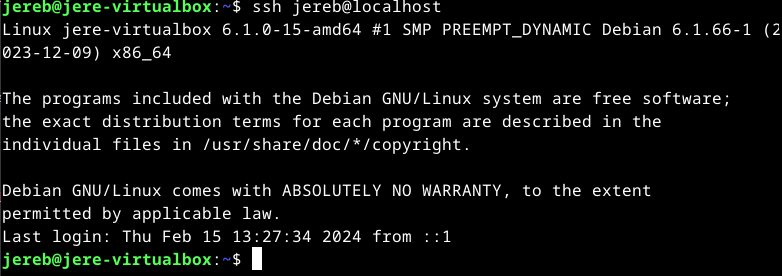 jereb@jere-virtualbox:~$ ssh jereb@localhost
Linux jere-virtualbox 6.1.0-15-amd64 #1 SMP PREEMPT_DYNAMIC Debian 6.1.66-1 (2
023-12-09) x86_64
The programs included with the Debian GNU/Linux system are free software;
the exact distribution terms for each program are described in the
individual files in /usr/share/doc/*/copyright.
Debian GNU/Linux comes with ABSOLUTELY NO WARRANTY, to the extent
permitted by applicable law.
Last login: Thu Feb 15 13:27:34 2024 from ::1
jereb@jere-virtualbox:~$